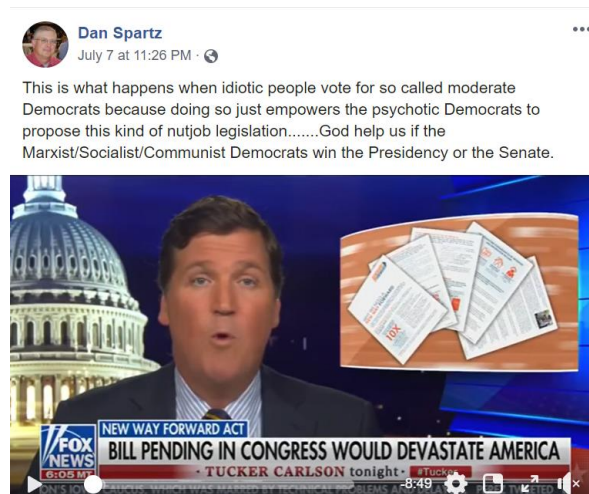 Dan Spartz
July 7 at 11:26 PM ·
This is what happens when idiotic people vote for so called moderate
Democrats because doing so just empowers the psychotic Democrats to
propose this kind of nutjob legislation.......God help us if the
Marxist/Socialist/Communist Democrats win the Presidency or the Senate.
10X
NEW WAY FORWARD ACT
FOX
NEWS
BILL PENDING IN CONGRESS WOULD DEVASTATE AMERICA
6:05 MT
• TUCKER CARLSON tonight • #Tucker
-8:49